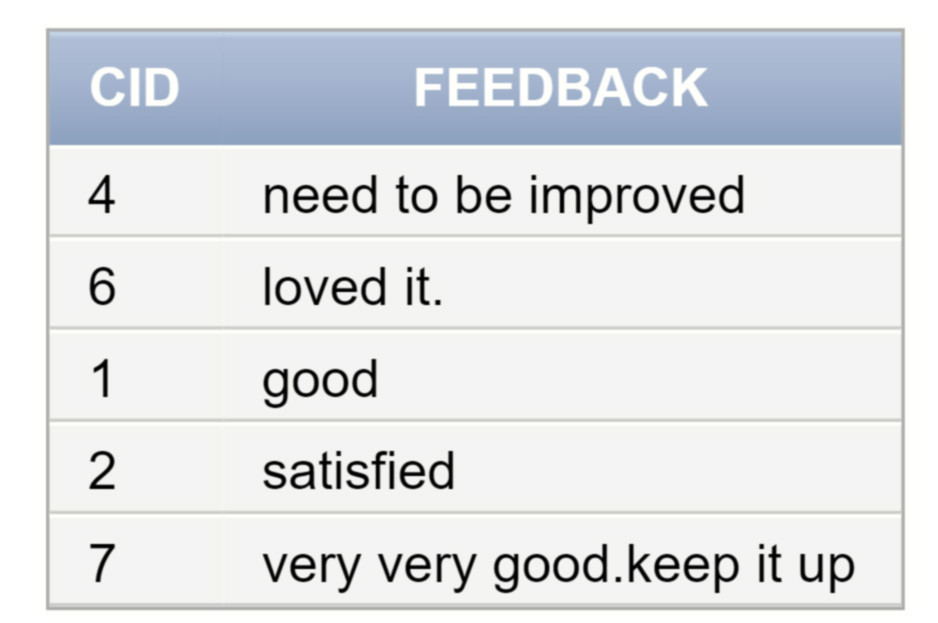 CID FEEDBACK
4 need to be improved
6 loved it.
1 good
2 satisfied
7 very very good.keep it up